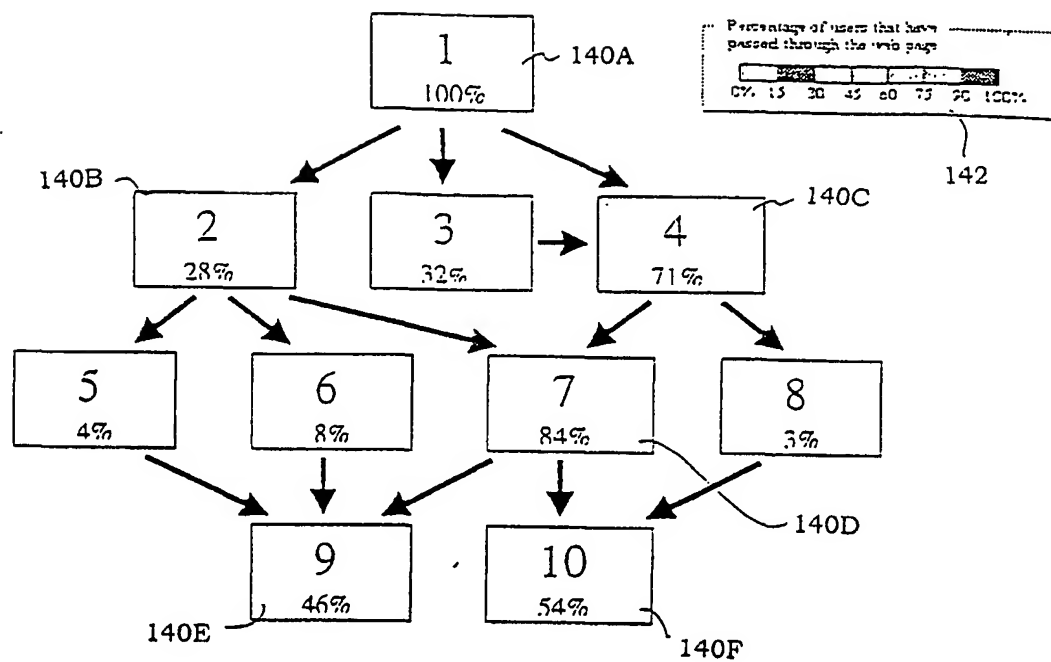 1
100%
140A
Percentage of users that have
passed through the web page
0% 15 30 45 60 75 90 100%
142
140B
2
28%
3
32%
4
71%
140C
5
4%
6
8%
7
84%
8
3%
140D
9
46%
10
54%
140E
140F